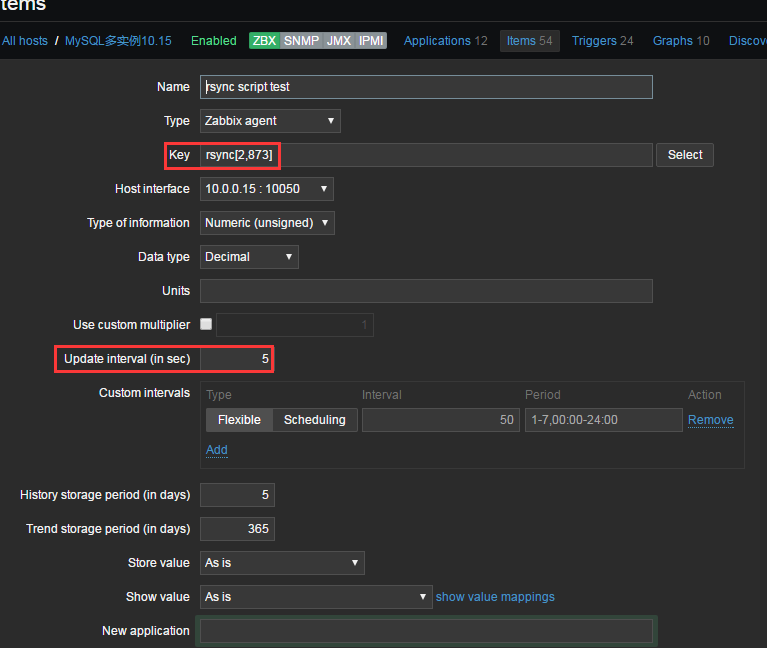 tems
All hosts / MySQL多实例10.15 Enabled ZBX SNMP JMX IPMI Applications 12 Items 54 Triggers 24 Graphs 10 Discov
Name rsync script test
Type Zabbix agent
Key rsync[2,873] Select
Host interface 10.0.0.15 : 10050
Type of information Numeric (unsigned)
Data type Decimal
Units
Use custom multiplier 1
Update interval (in sec) 5
Custom intervals Type Interval Period Action
Flexible Scheduling 50 1-7,00:00-24:00 Remove
Add
History storage period (in days) 5
Trend storage period (in days) 365
Store value As is
Show value As is show value mappings
New application